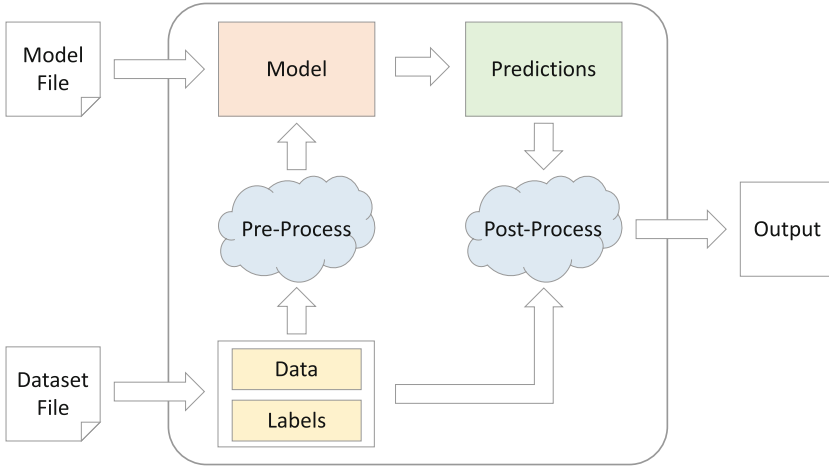 Model
File
Model
Predictions
Pre-Process
Post-Process
Output
Dataset
File
Data
Labels